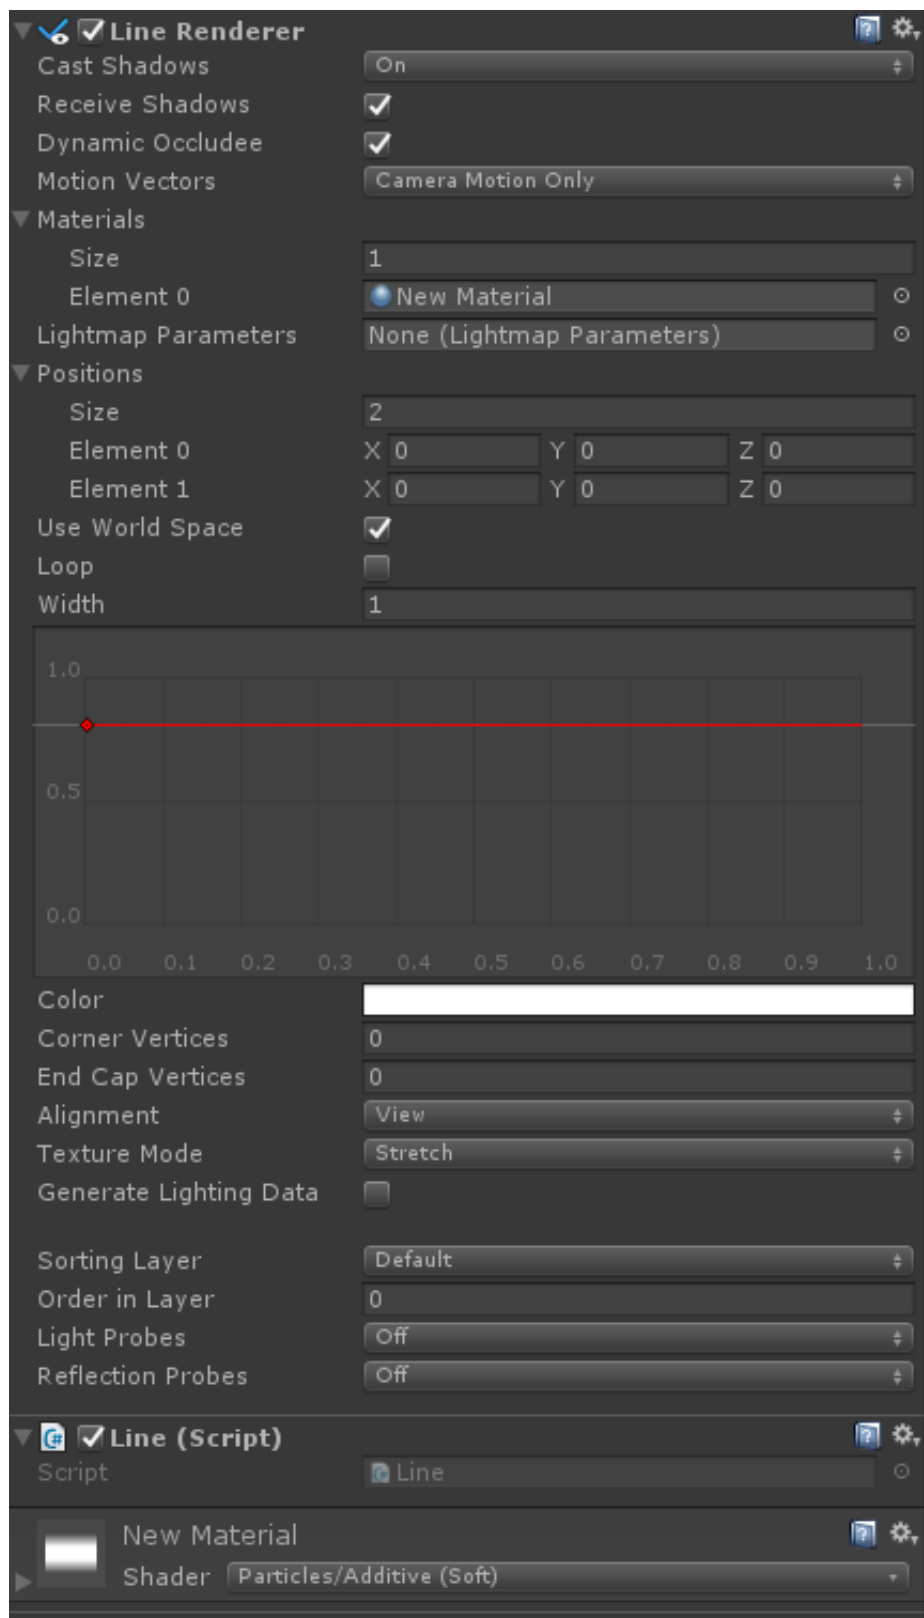 Line Renderer
Cast Shadows On
Receive Shadows
Dynamic Occludee
Motion Vectors Camera Motion Only
Materials
Size 1
Element 0 New Material
Lightmap Parameters None (Lightmap Parameters)
Positions
Size 2
Element 0 X 0 Y 0 Z 0
Element 1 X 0 Y 0 Z 0
Use World Space
Loop
Width 1
1.0
0.5
0.0
0.0 0.1 0.2 0.3 0.4 0.5 0.6 0.7 0.8 0.9 1.0
Color
Corner Vertices 0
End Cap Vertices 0
Alignment View
Texture Mode Stretch
Generate Lighting Data
Sorting Layer Default
Order in Layer 0
Light Probes Off
Reflection Probes Off
Line (Script)
Script Line
New Material
Shader Particles/Additive (Soft)